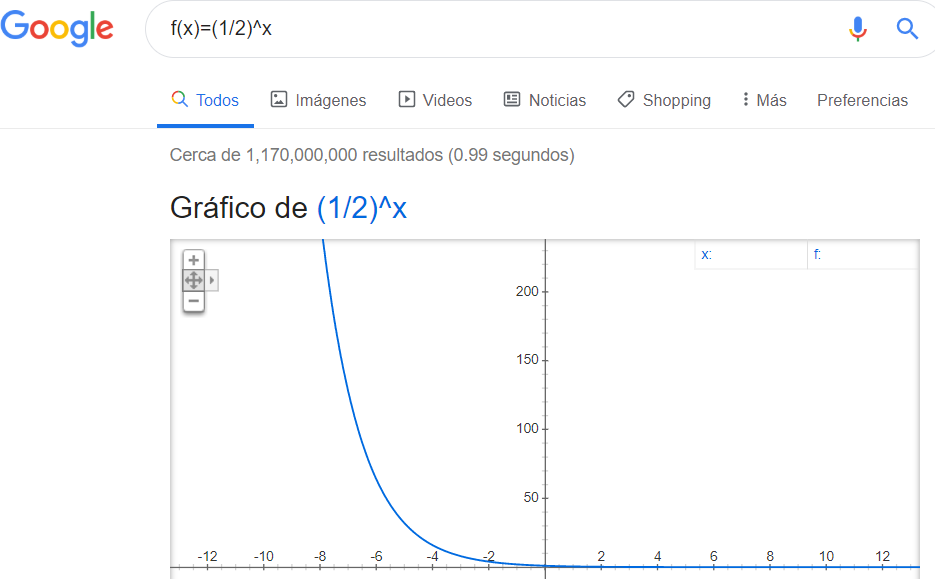 Google f(x)=(1/2)^x
Todos Imágenes Videos Noticias Shopping Más Preferencias
Cerca de 1,170,000,000 resultados (0.99 segundos)
Gráfico de (1/2)^x
x: f:
200
150
100
50
-12 -10 -8 -6 -4 -2 2 4 6 8 10 12